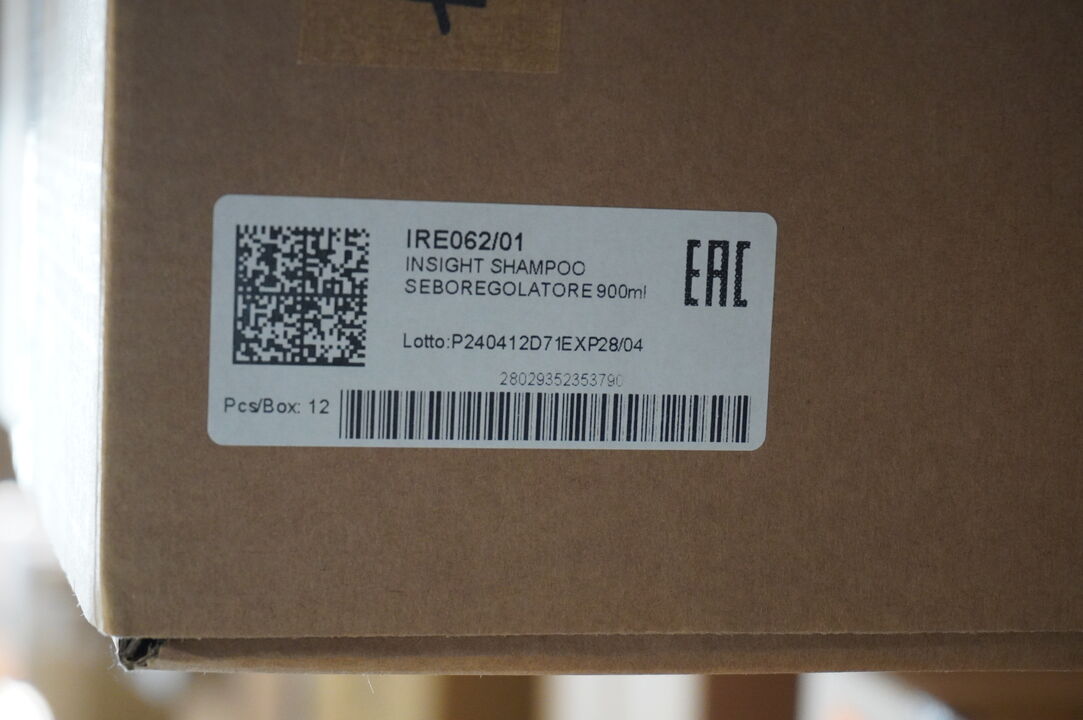 IRE062/01
INSIGHT SHAMPOO
SEBOREGOLATORE 900ml
EAC
Lotto:P240412D71EXP28/04
28029352353790
Pcs/Box: 12